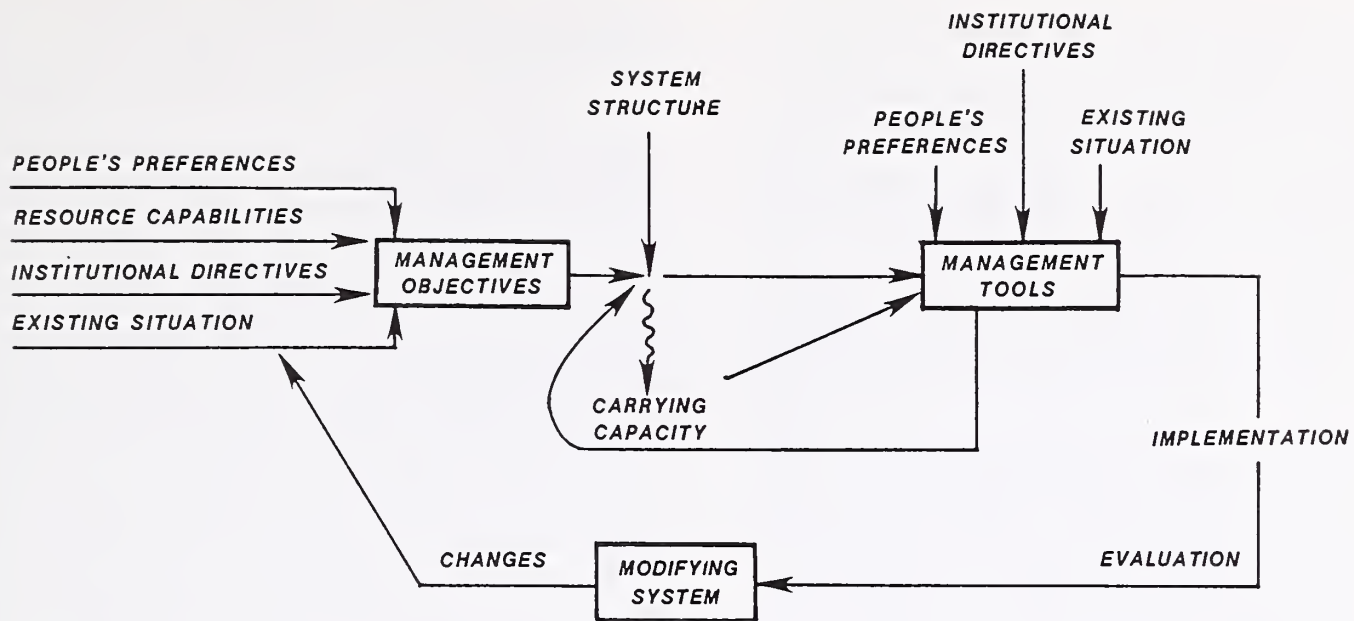 INSTITUTIONAL
DIRECTIVES
SYSTEM
STRUCTURE
PEOPLE'S
PREFERENCES
EXISTING
SITUATION
PEOPLE'S PREFERENCES
RESOURCE CAPABILITIES
INSTITUTIONAL DIRECTIVES
EXISTING SITUATION
MANAGEMENT
OBJECTIVES
MANAGEMENT
TOOLS
CARRYING
CAPACITY
IMPLEMENTATION
CHANGES
MODIFYING
SYSTEM
EVALUATION